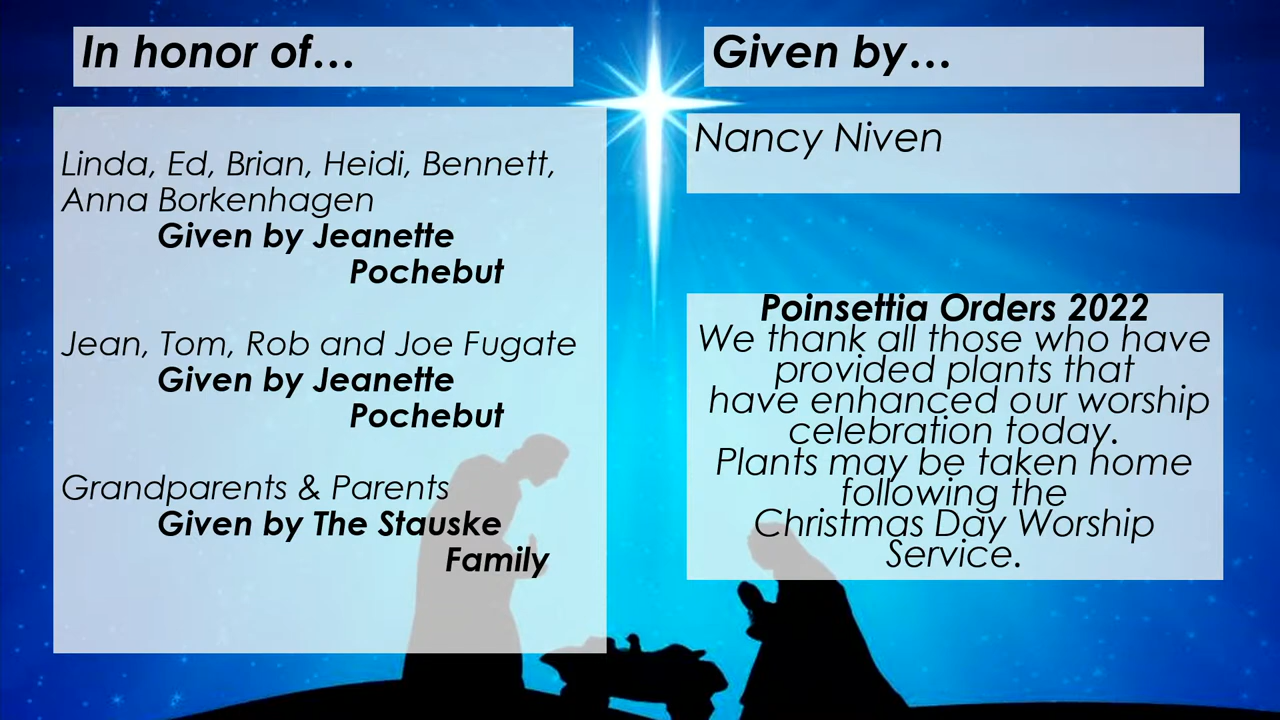 In honor of…
Linda, Ed, Brian, Heidi, Bennett,
Anna Borkenhagen
Given by Jeanette
Pochebut
Jean, Tom, Rob and Joe Fugate
Given by Jeanette
Pochebut
Grandparents & Parents
Given by The Stauske
Family
Given by…
Nancy Niven
Poinsettia Orders 2022
We thank all those who have
provided plants that
have enhanced our worship
celebration today.
Plants may be taken home
following the
Christmas Day Worship
Service.